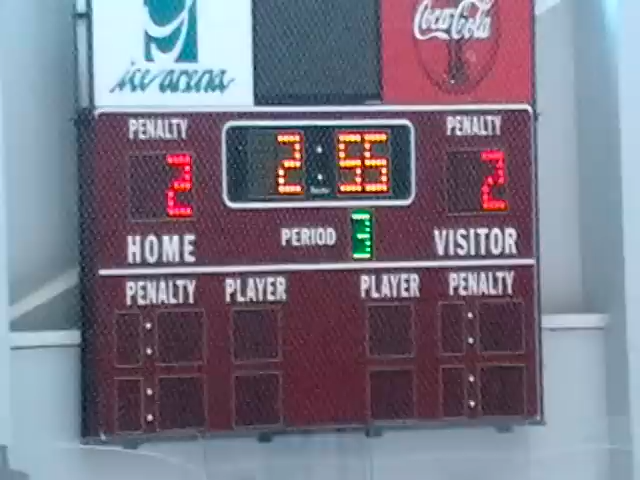 ice arena
Coca-Cola
PENALTY PENALTY
2 2:55 2
PERIOD 3
HOME VISITOR
PENALTY PLAYER PLAYER PENALTY